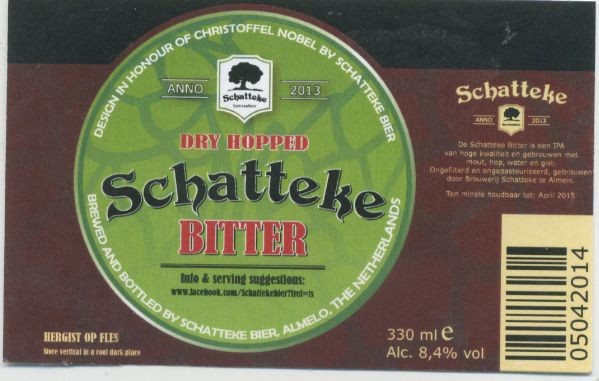 DESIGN IN HONOUR OF CHRISTOFFEL NOBEL BY SCHATTEKE BIER
ANNO 2013
Schatteke
DRY HOPPED
Schatteke
BITTER
Info & serving suggestions:
www.facebook.com/Schattekebier?fref=ts
BREWED AND BOTTLED BY SCHATTEKE BIER, ALMELO, THE NETHERLANDS
HERGIST OP FLES
Store vertical in a cool dark place
Schatteke
ANNO 2013
De Schatteke Bitter is een IPA
van hoge kwaliteit en gebrouwen met
mout, hop, water en gist.
Ongefilterd en ongepasteuriseerd, gebrouwen
door Brouwerij Schatteke te Almelo.
Ten minste houdbaar tot: April 2015
330 ml e
Alc. 8,4% vol
05042014